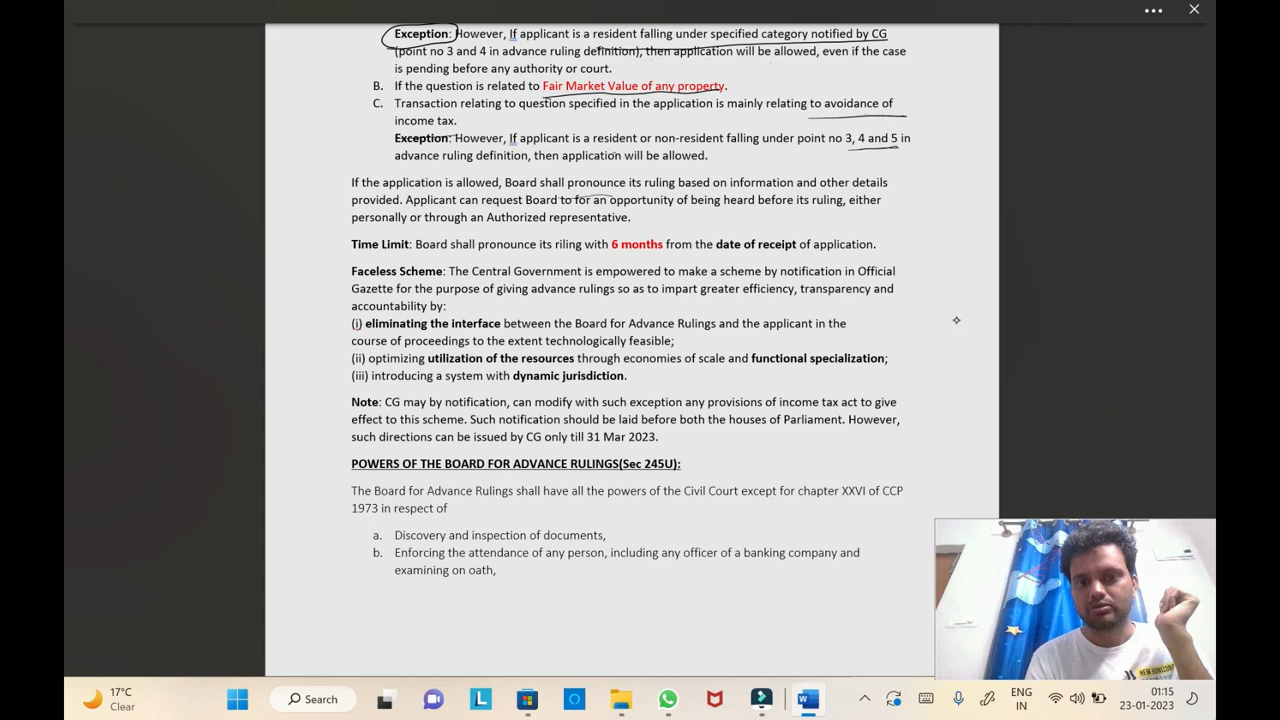 Exception: However, If applicant is a resident falling under specified category notified by CG
(point no 3 and 4 in advance ruling definition), then application will be allowed, even if the case
is pending before any authority or court.
B. If the question is related to Fair Market Value of any property.
C. Transaction relating to question specified in the application is mainly relating to avoidance of
income tax.
Exception: However, If applicant is a resident or non-resident falling under point no 3, 4 and 5 in
advance ruling definition, then application will be allowed.
If the application is allowed, Board shall pronounce its ruling based on information and other details
provided. Applicant can request Board to for an opportunity of being heard before its ruling, either
personally or through an Authorized representative.
Time Limit: Board shall pronounce its riling with 6 months from the date of receipt of application.
Faceless Scheme: The Central Government is empowered to make a scheme by notification in Official
Gazette for the purpose of giving advance rulings so as to impart greater efficiency, transparency and
accountability by:
(i) eliminating the interface between the Board for Advance Rulings and the applicant in the
course of proceedings to the extent technologically feasible;
(ii) optimizing utilization of the resources through economies of scale and functional specialization;
(iii) introducing a system with dynamic jurisdiction.
Note: CG may by notification, can modify with such exception any provisions of income tax act to give
effect to this scheme. Such notification should be laid before both the houses of Parliament. However,
such directions can be issued by CG only till 31 Mar 2023.
POWERS OF THE BOARD FOR ADVANCE RULINGS(Sec 245U):
The Board for Advance Rulings shall have all the powers of the Civil Court except for chapter XXVI of CCP
1973 in respect of
a. Discovery and inspection of documents,
b. Enforcing the attendance of any person, including any officer of a banking company and
examining on oath,
17°C
Clear
Search
ENG
IN
01:15
23-01-2023